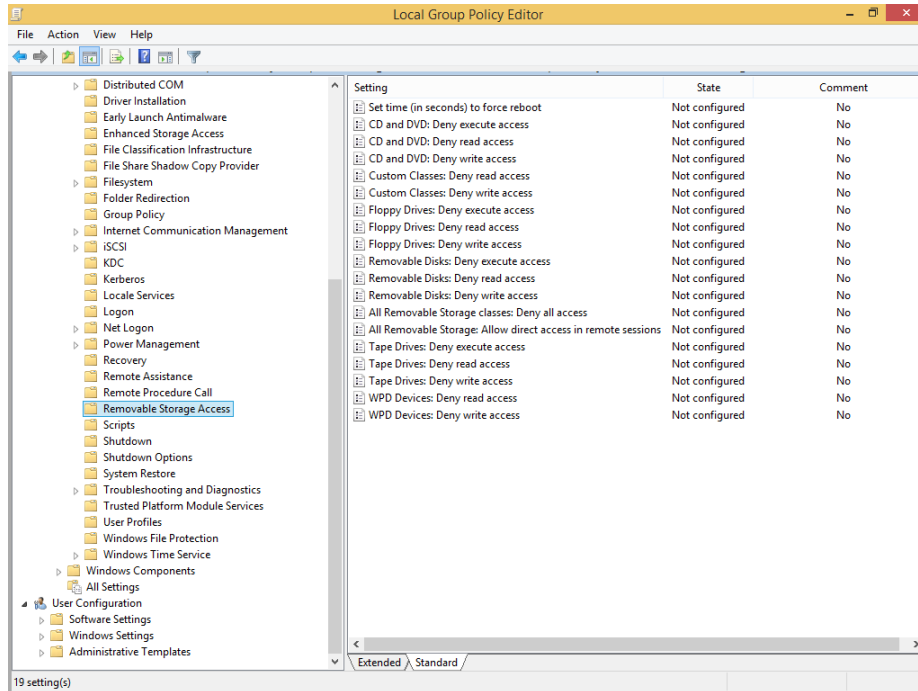 Local Group Policy Editor
File Action View Help
Distributed COM
Driver Installation
Early Launch Antimalware
Enhanced Storage Access
File Classification Infrastructure
File Share Shadow Copy Provider
Filesystem
Folder Redirection
Group Policy
Internet Communication Management
iSCSI
KDC
Kerberos
Locale Services
Logon
Net Logon
Power Management
Recovery
Remote Assistance
Remote Procedure Call
Removable Storage Access
Scripts
Shutdown
Shutdown Options
System Restore
Troubleshooting and Diagnostics
Trusted Platform Module Services
User Profiles
Windows File Protection
Windows Time Service
Windows Components
All Settings
User Configuration
Software Settings
Windows Settings
Administrative Templates
Setting State Comment
Set time (in seconds) to force reboot Not configured No
CD and DVD: Deny execute access Not configured No
CD and DVD: Deny read access Not configured No
CD and DVD: Deny write access Not configured No
Custom Classes: Deny read access Not configured No
Custom Classes: Deny write access Not configured No
Floppy Drives: Deny execute access Not configured No
Floppy Drives: Deny read access Not configured No
Floppy Drives: Deny write access Not configured No
Removable Disks: Deny execute access Not configured No
Removable Disks: Deny read access Not configured No
Removable Disks: Deny write access Not configured No
All Removable Storage classes: Deny all access Not configured No
All Removable Storage: Allow direct access in remote sessions Not configured No
Tape Drives: Deny execute access Not configured No
Tape Drives: Deny read access Not configured No
Tape Drives: Deny write access Not configured No
WPD Devices: Deny read access Not configured No
WPD Devices: Deny write access Not configured No
Extended Standard
19 setting(s)